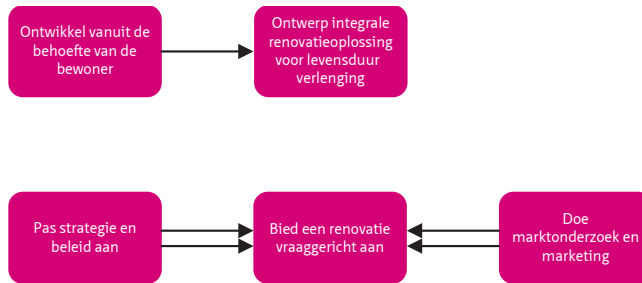 Ontwikkel vanuit de
behoefte van de
bewoner
Ontwerp integrale
renovatieoplossing
voor levensduur
verlenging
Pas strategie en
beleid aan
Bied een renovatie
vraaggericht aan
Doe
marktonderzoek en
marketing